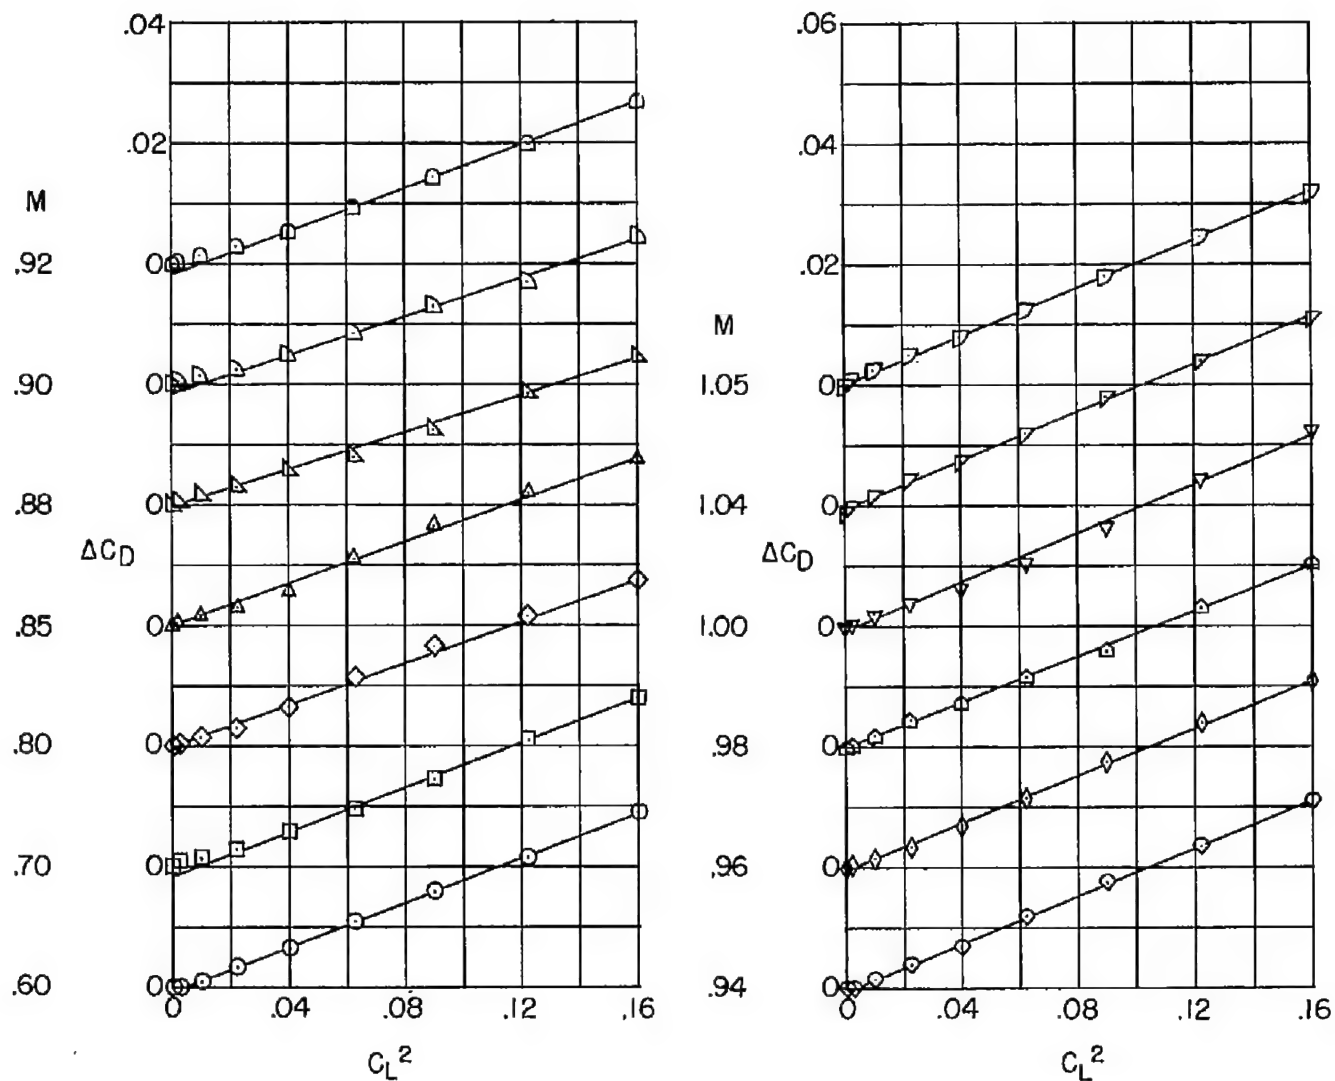 .04
.02
M
.92 0
.90 0
.88 0
ΔC_D
.85 0
.80 0
.70 0
.60 0
0 .04 .08 .12 .16
C_L^2
.06
.04
.02
M
1.05 0
1.04 0
ΔC_D
1.00 0
.98 0
.96 0
.94 0
0 .04 .08 .12 .16
C_L^2